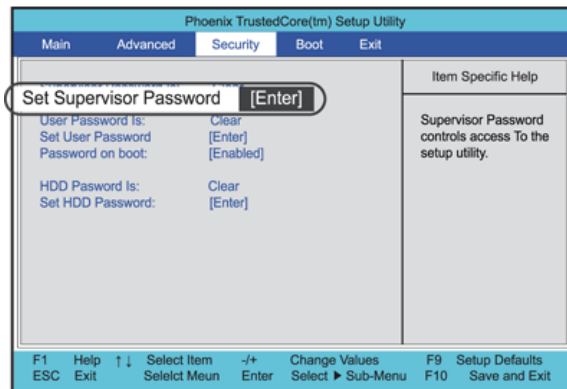 Phoenix TrustedCore(tm) Setup Utility
Main Advanced Security Boot Exit
Item Specific Help
Set Supervisor Password [Enter]
User Password Is: Clear
Set User Password [Enter]
Password on boot: [Enabled]
HDD Pasword Is: Clear
Set HDD Password: [Enter]
Supervisor Password
controls access To the
setup utility.
F1 Help ↑↓ Select Item -/+ Change Values F9 Setup Defaults
ESC Exit Selelct Meun Enter Select ▶ Sub-Menu F10 Save and Exit